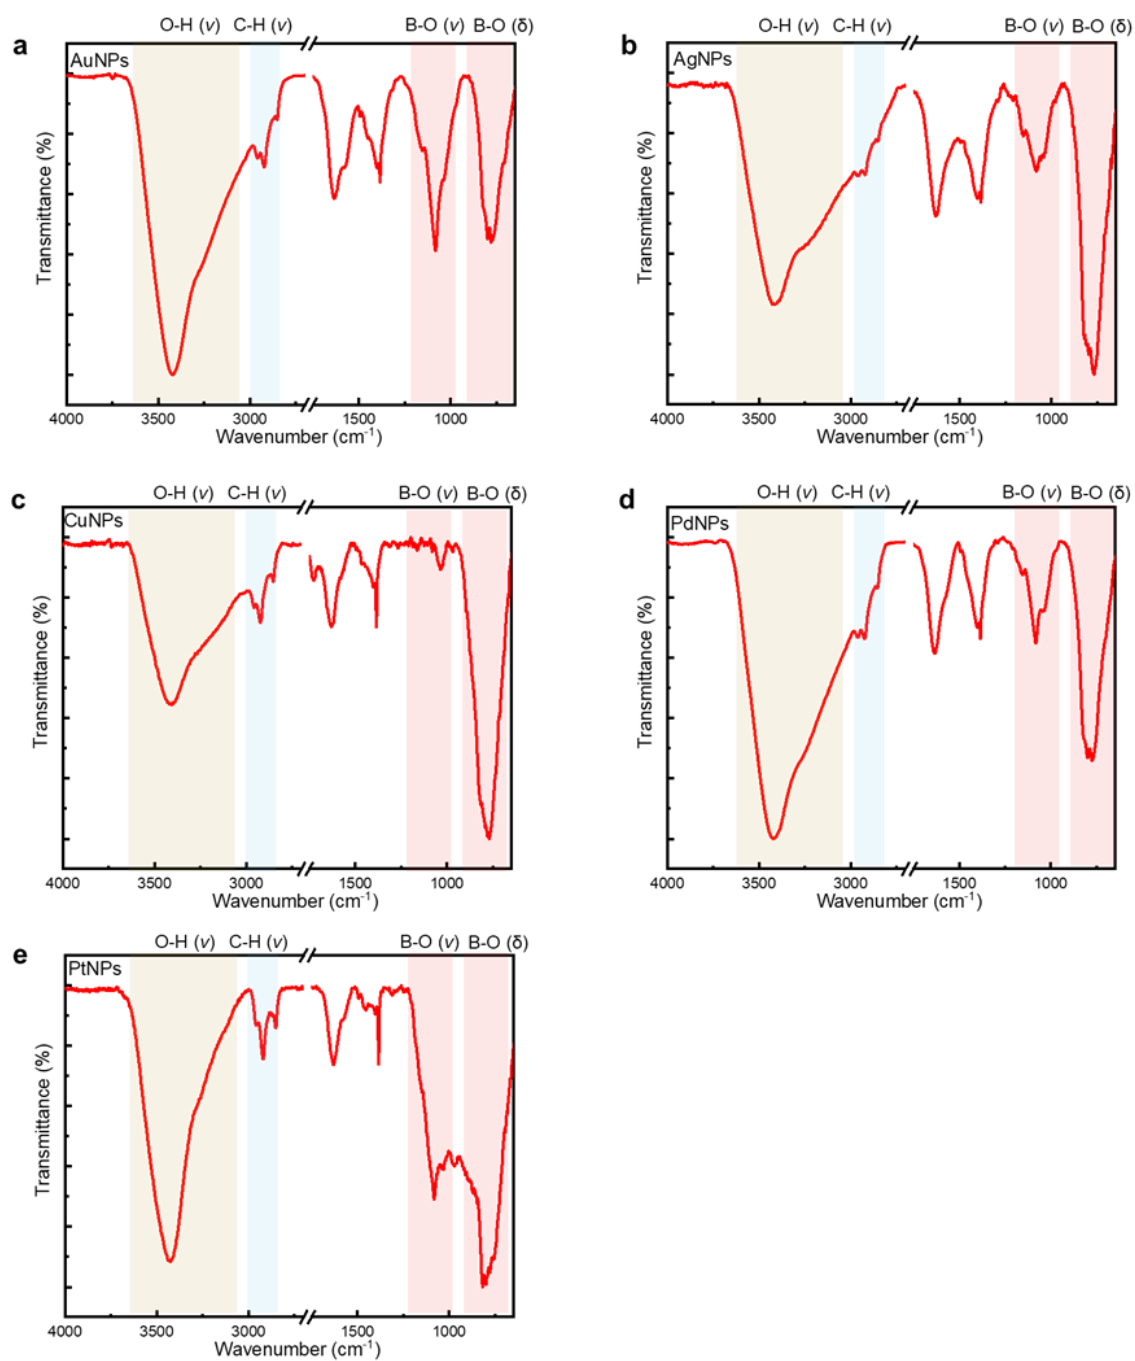 O-H (ν) C-H (ν) B-O (ν) B-O (δ)
a
AuNPs
Transmittance (%)
4000 3500 3000 1500 1000
Wavenumber (cm⁻¹)
O-H (ν) C-H (ν) B-O (ν) B-O (δ)
b
AgNPs
Transmittance (%)
4000 3500 3000 1500 1000
Wavenumber (cm⁻¹)
O-H (ν) C-H (ν) B-O (ν) B-O (δ)
c
CuNPs
Transmittance (%)
4000 3500 3000 1500 1000
Wavenumber (cm⁻¹)
O-H (ν) C-H (ν) B-O (ν) B-O (δ)
d
PdNPs
Transmittance (%)
4000 3500 3000 1500 1000
Wavenumber (cm⁻¹)
O-H (ν) C-H (ν) B-O (ν) B-O (δ)
e
PtNPs
Transmittance (%)
4000 3500 3000 1500 1000
Wavenumber (cm⁻¹)